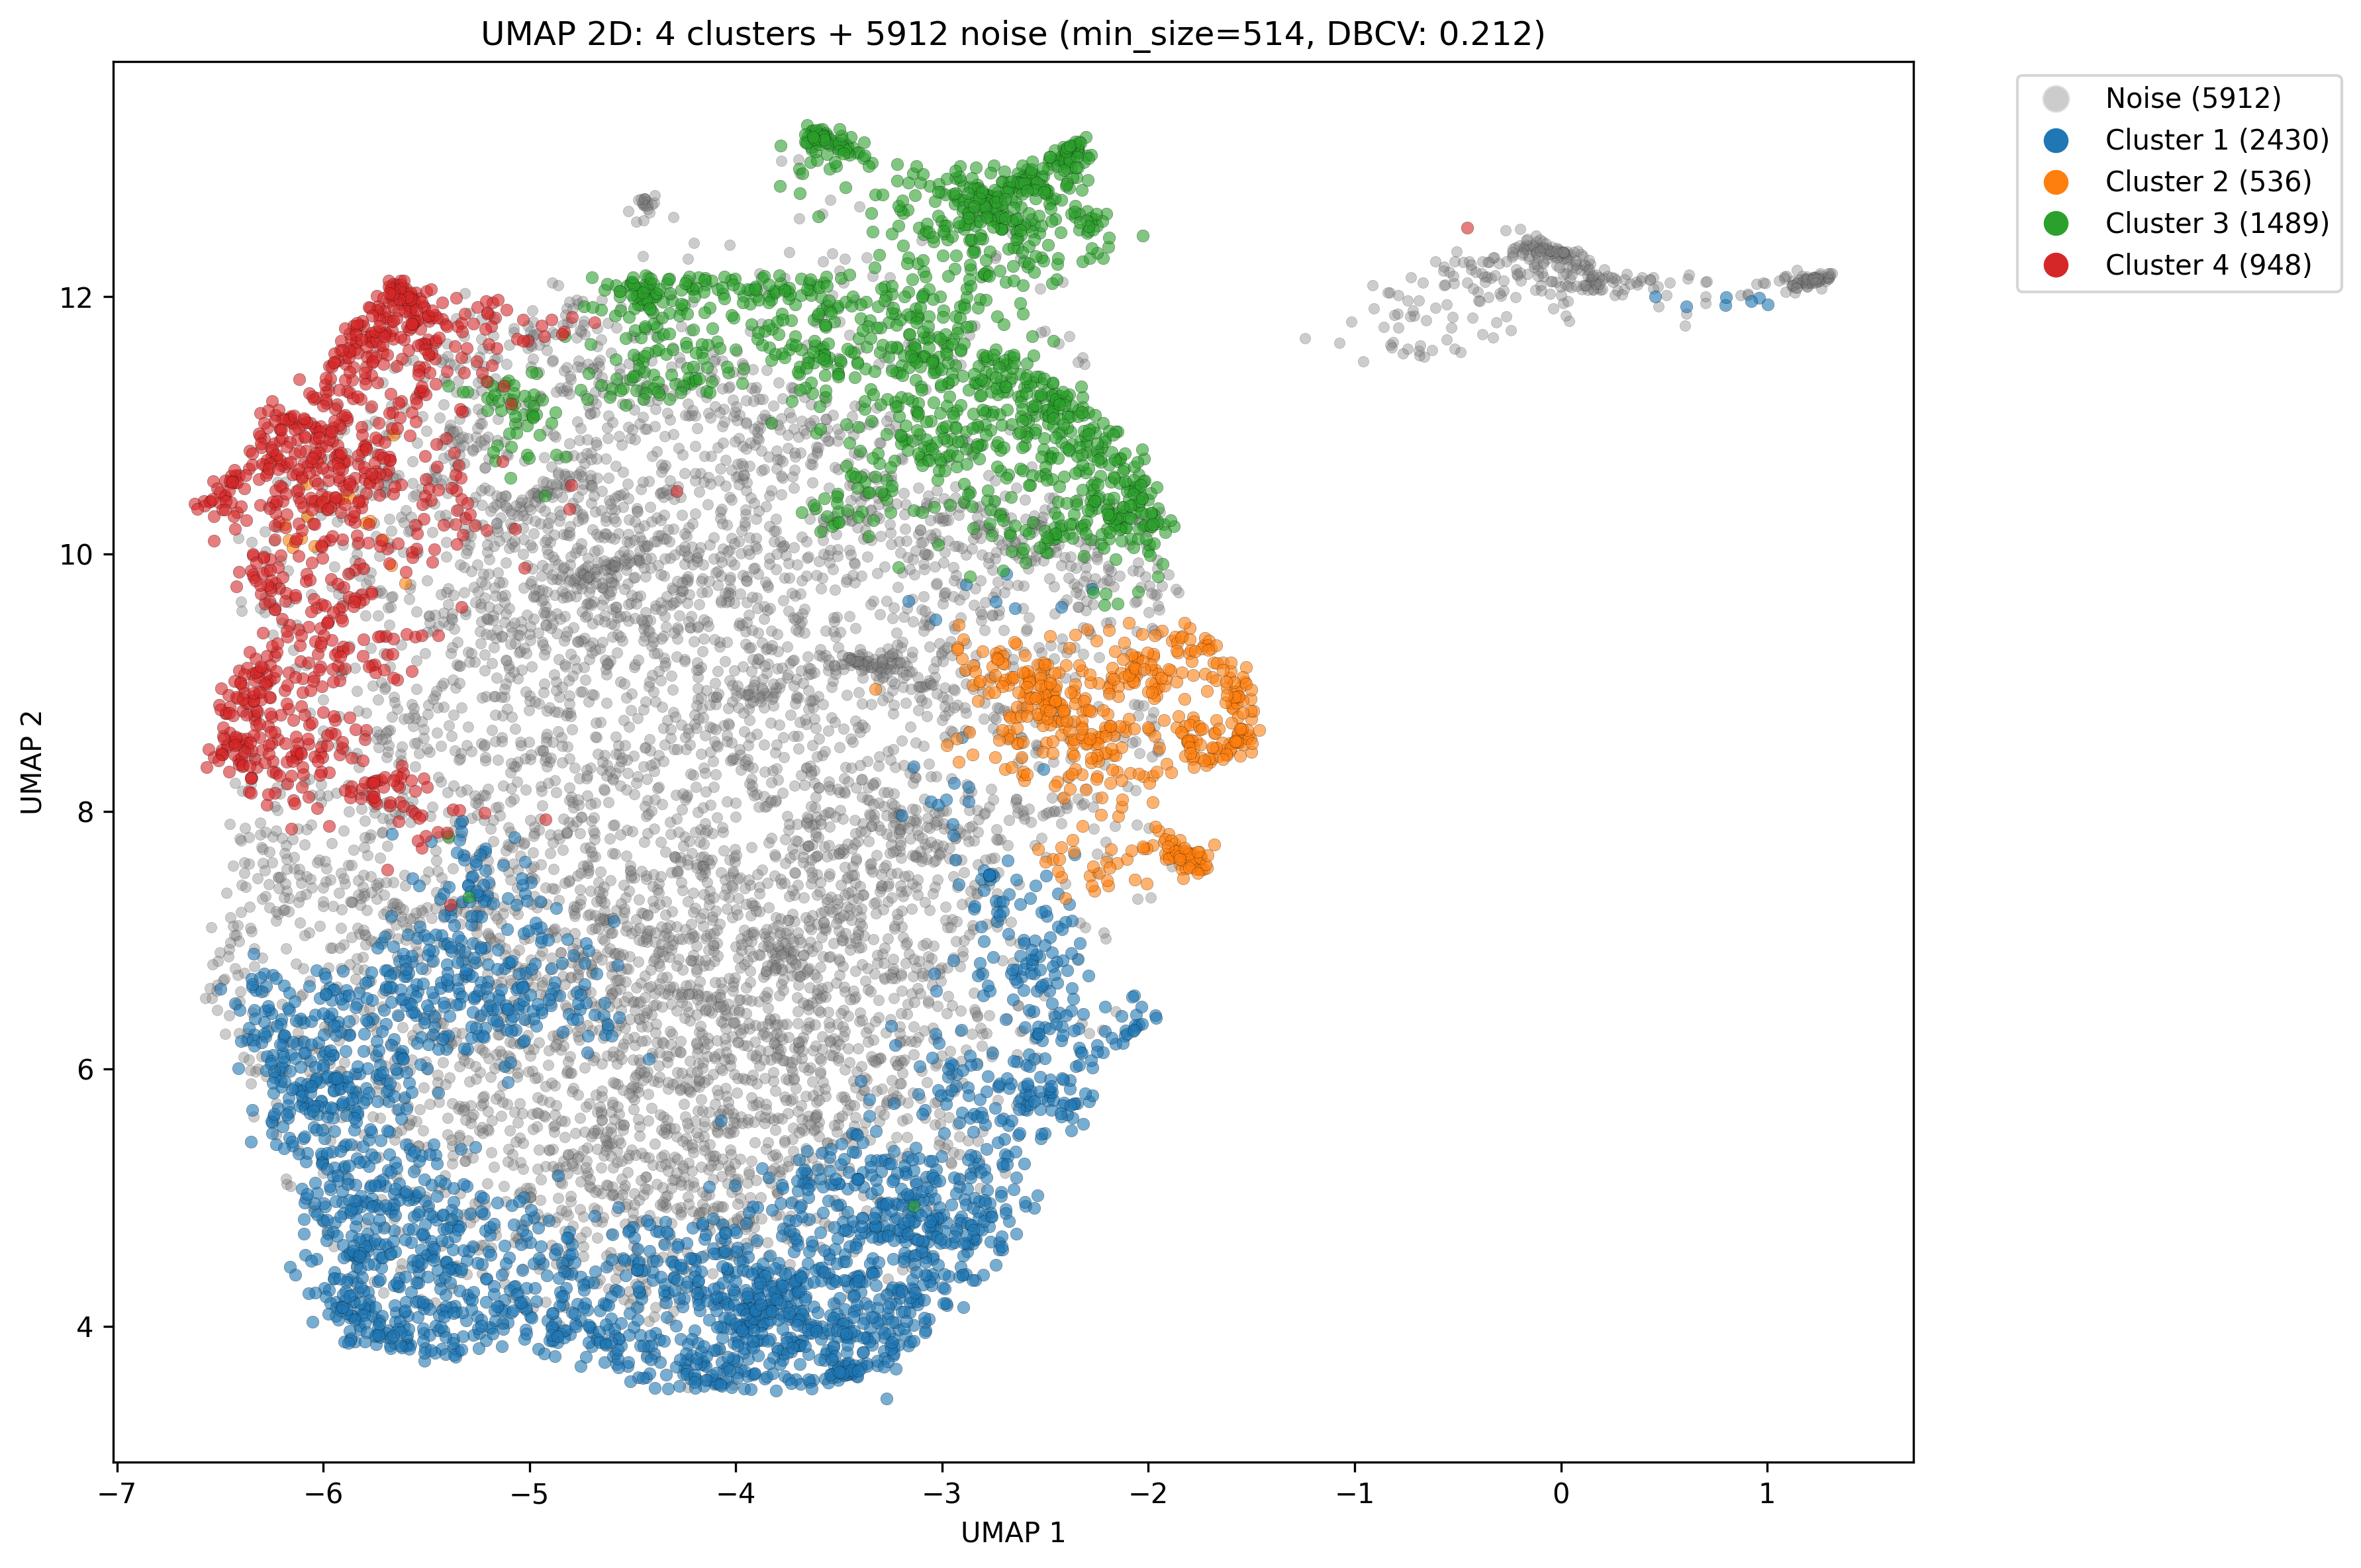 UMAP 2D: 4 clusters + 5912 noise (min_size=514, DBCV: 0.212)
Noise (5912)
Cluster 1 (2430)
Cluster 2 (536)
Cluster 3 (1489)
Cluster 4 (948)
UMAP 2
12
10
8
6
4
−7 −6 −5 −4 −3 −2 −1 0 1
UMAP 1